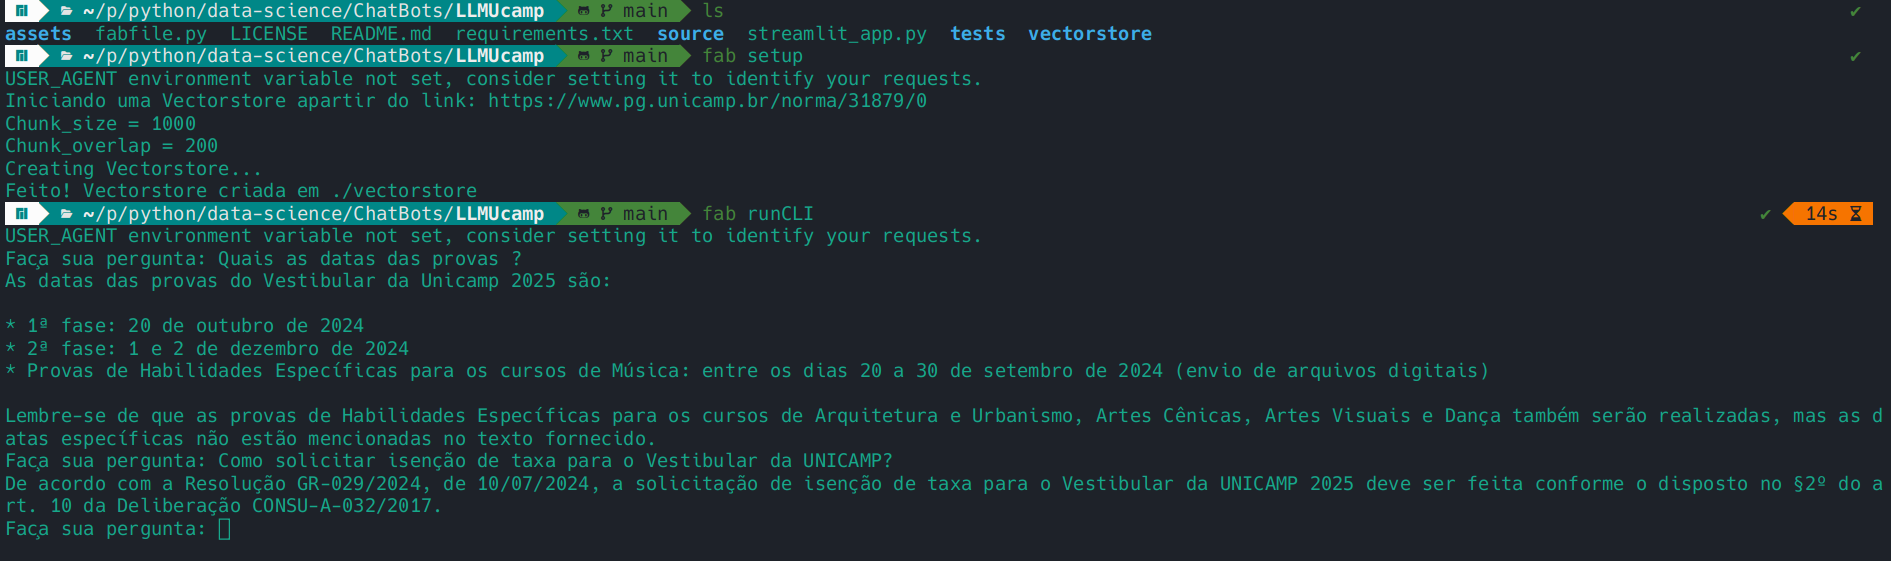 ~/p/python/data-science/ChatBots/LLMUcamp main ls ✔
assets fabfile.py LICENSE README.md requirements.txt source streamlit_app.py tests vectorstore
~/p/python/data-science/ChatBots/LLMUcamp main fab setup ✔
USER_AGENT environment variable not set, consider setting it to identify your requests.
Iniciando uma Vectorstore apartir do link: https://www.pg.unicamp.br/norma/31879/0
Chunk_size = 1000
Chunk_overlap = 200
Creating Vectorstore...
Feito! Vectorstore criada em ./vectorstore
~/p/python/data-science/ChatBots/LLMUcamp main fab runCLI ✔ 14s
USER_AGENT environment variable not set, consider setting it to identify your requests.
Faça sua pergunta: Quais as datas das provas ?
As datas das provas do Vestibular da Unicamp 2025 são:
* 1ª fase: 20 de outubro de 2024
* 2ª fase: 1 e 2 de dezembro de 2024
* Provas de Habilidades Específicas para os cursos de Música: entre os dias 20 a 30 de setembro de 2024 (envio de arquivos digitais)
Lembre-se de que as provas de Habilidades Específicas para os cursos de Arquitetura e Urbanismo, Artes Cênicas, Artes Visuais e Dança também serão realizadas, mas as d
atas específicas não estão mencionadas no texto fornecido.
Faça sua pergunta: Como solicitar isenção de taxa para o Vestibular da UNICAMP?
De acordo com a Resolução GR-029/2024, de 10/07/2024, a solicitação de isenção de taxa para o Vestibular da UNICAMP 2025 deve ser feita conforme o disposto no §2º do a
rt. 10 da Deliberação CONSU-A-032/2017.
Faça sua pergunta: